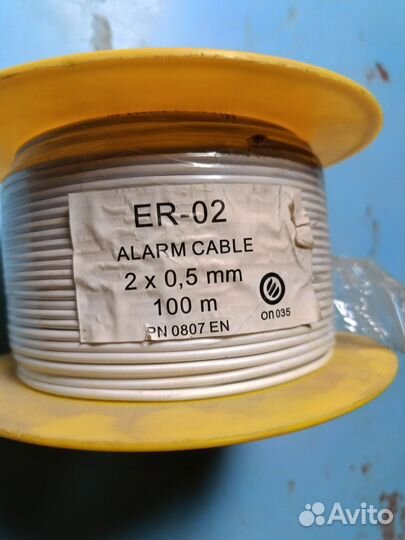 ER-02
ALARM CABLE
2 x 0,5 mm
100 m
PN 0807 EN
оп 035
Avito